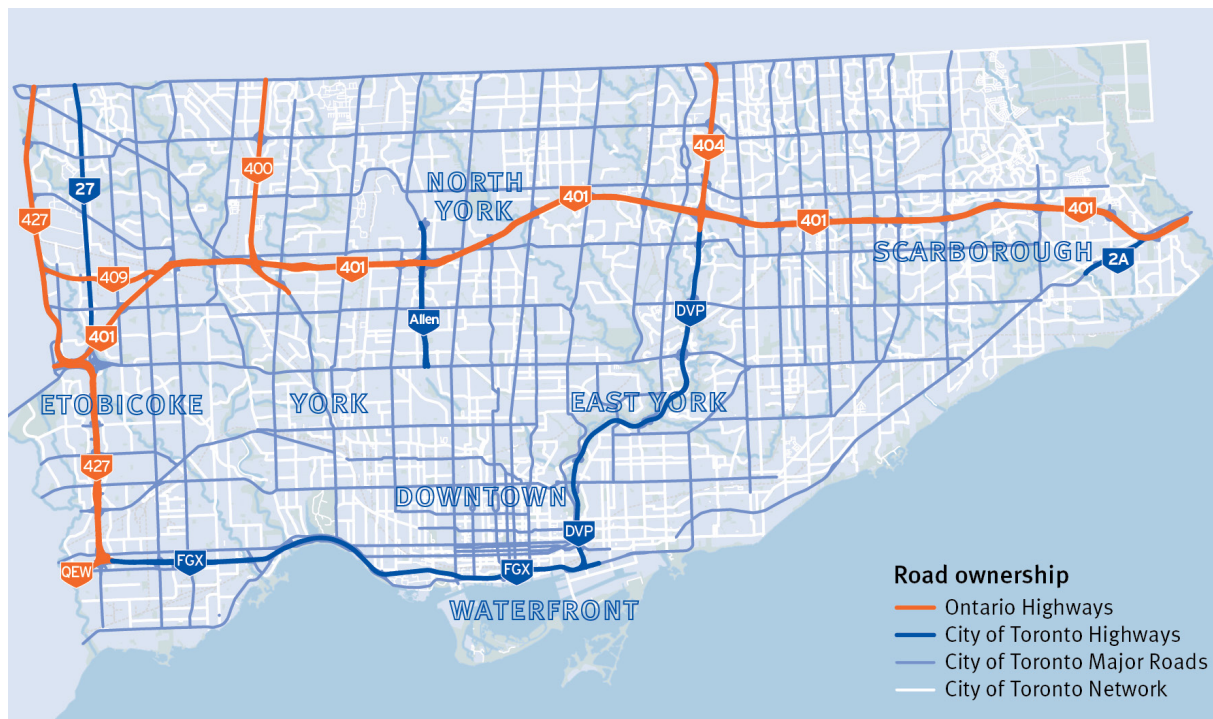 404
400
NORTH
YORK
27
401
427
401
401
SCARBOROUGH
2A
409
401
DVP
Allen
401
ETOBICOKE
YORK
EAST YORK
427
DOWNTOWN
DVP
FGX
FGX
QEW
WATERFRONT
Road ownership
Ontario Highways
City of Toronto Highways
City of Toronto Major Roads
City of Toronto Network